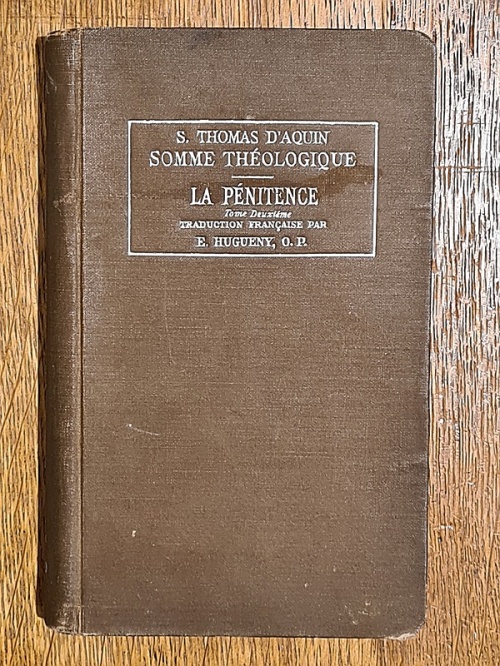 S. THOMAS D'AQUIN
SOMME THÉOLOGIQUE
LA PÉNITENCE
Tome Deuxième
TRADUCTION FRANÇAISE PAR
E. HUGUENY, O. P.